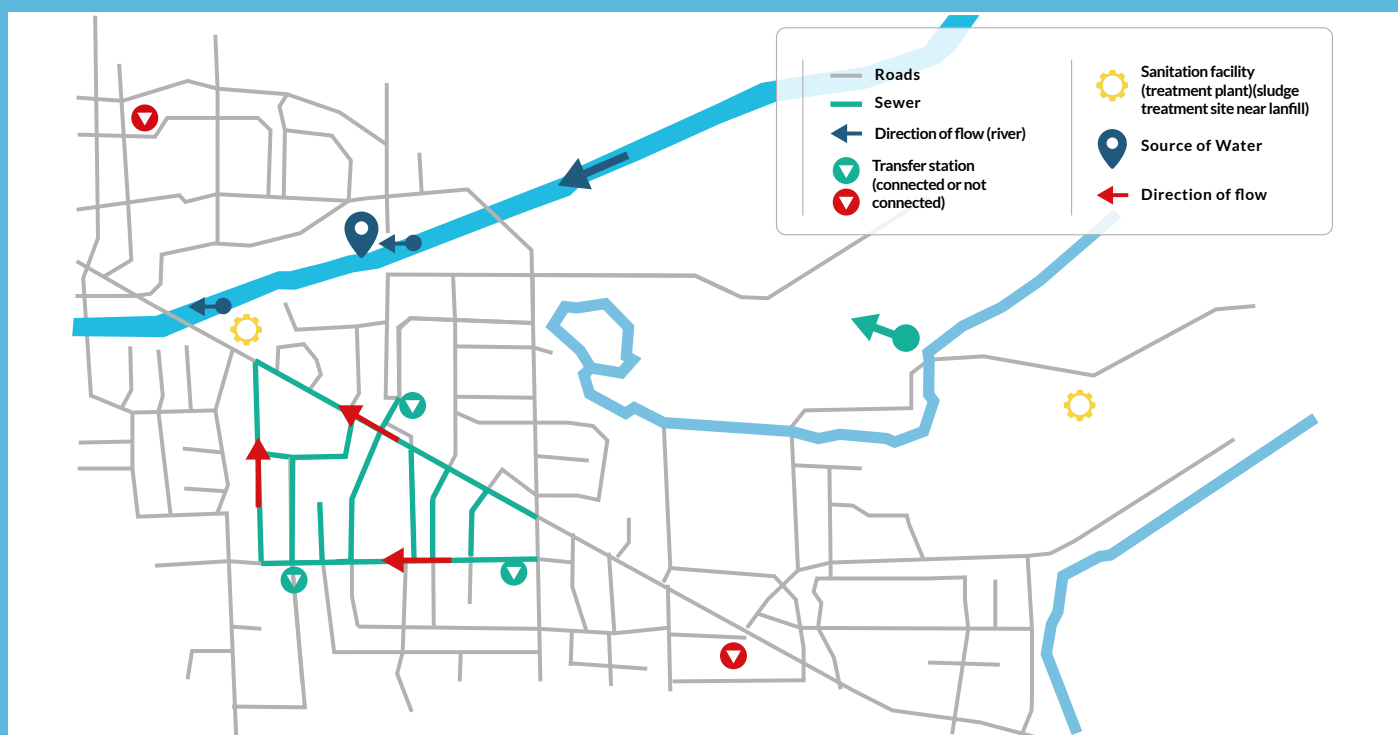 Roads
Sewer
Direction of flow (river)
Transfer station
(connected or not
connected)
Sanitation facility
(treatment plant)(sludge
treatment site near lanfill)
Source of Water
Direction of flow